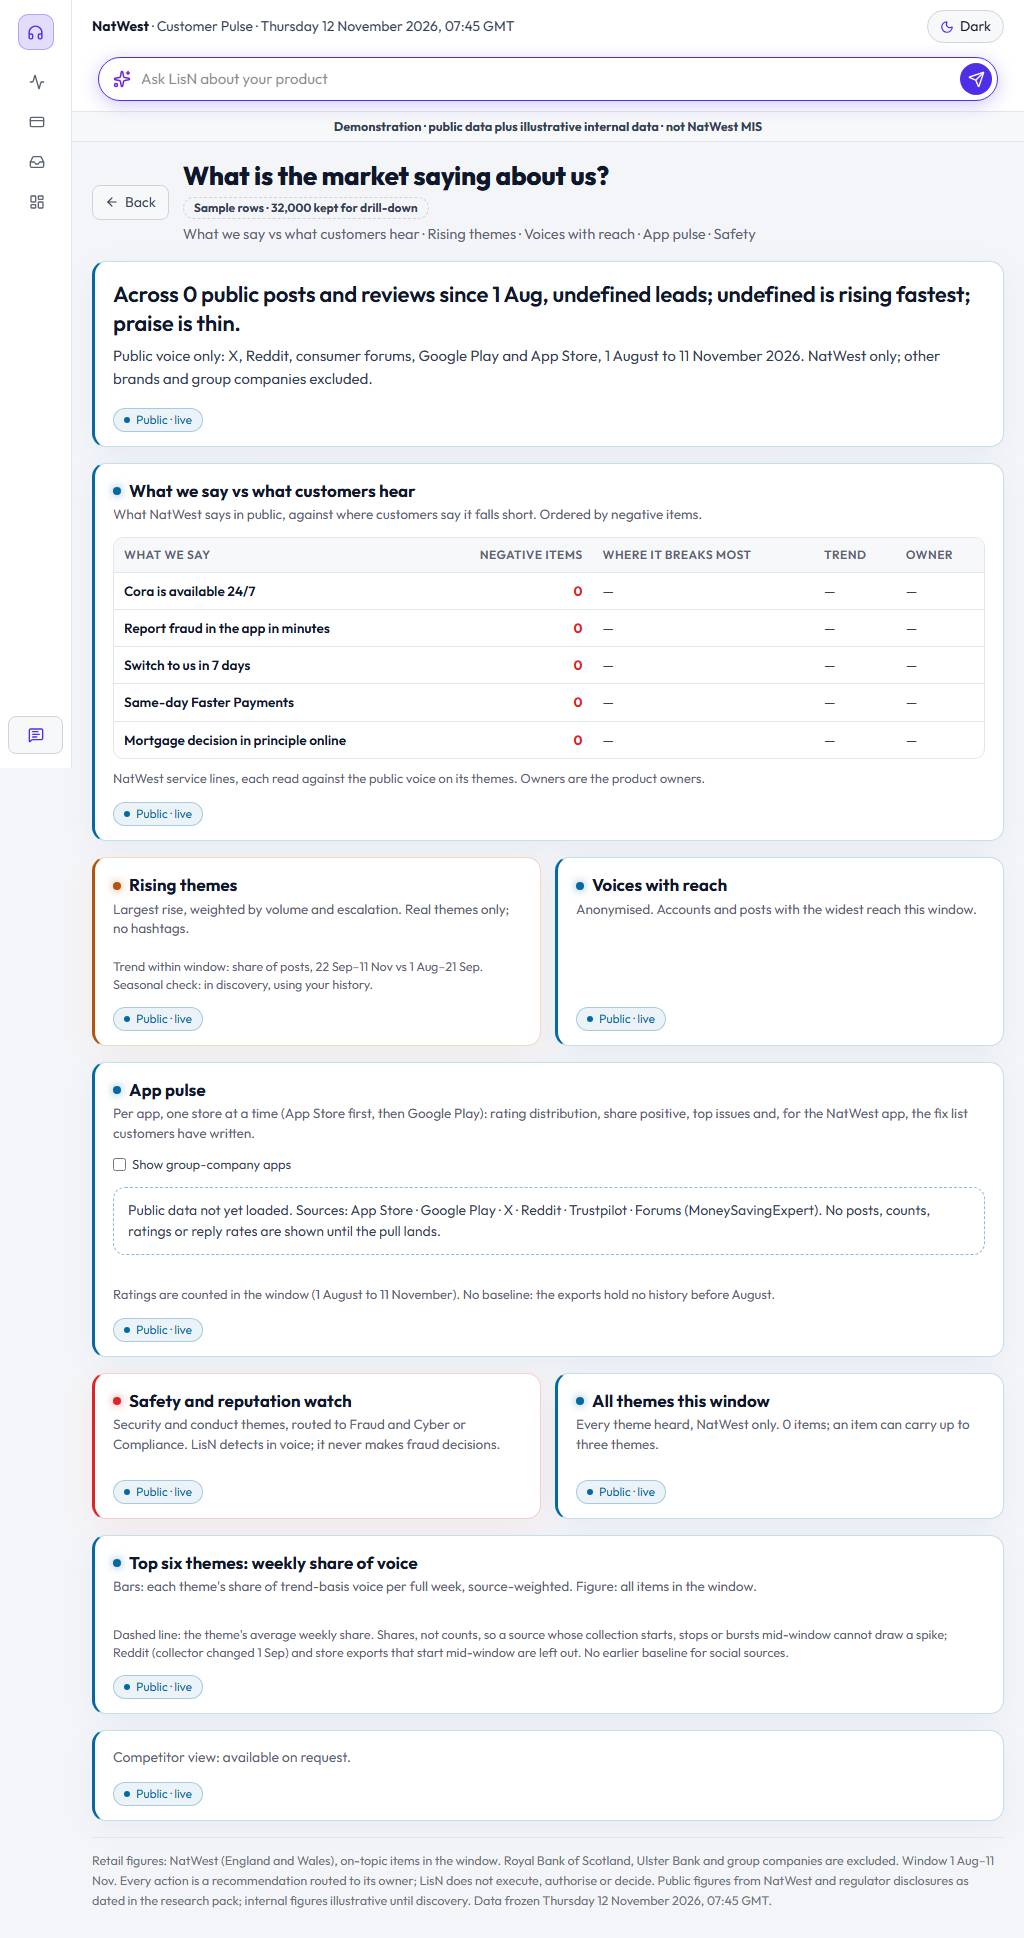 NatWest · Customer Pulse · Thursday 12 November 2026, 07:45 GMT
Dark
Ask LisN about your product
Demonstration · public data plus illustrative internal data · not NatWest MIS
Back
What is the market saying about us?
Sample rows · 32,000 kept for drill-down
What we say vs what customers hear · Rising themes · Voices with reach · App pulse · Safety
Across 0 public posts and reviews since 1 Aug, undefined leads; undefined is rising fastest;
praise is thin.
Public voice only: X, Reddit, consumer forums, Google Play and App Store, 1 August to 11 November 2026. NatWest only; other
brands and group companies excluded.
Public · live
What we say vs what customers hear
What NatWest says in public, against where customers say it falls short. Ordered by negative items.
WHAT WE SAY NEGATIVE ITEMS WHERE IT BREAKS MOST TREND OWNER
Cora is available 24/7 0 — — —
Report fraud in the app in minutes 0 — — —
Switch to us in 7 days 0 — — —
Same-day Faster Payments 0 — — —
Mortgage decision in principle online 0 — — —
NatWest service lines, each read against the public voice on its themes. Owners are the product owners.
Public · live
Rising themes
Largest rise, weighted by volume and escalation. Real themes only;
no hashtags.
Trend within window: share of posts, 22 Sep–11 Nov vs 1 Aug–21 Sep.
Seasonal check: in discovery, using your history.
Public · live
Voices with reach
Anonymised. Accounts and posts with the widest reach this window.
Public · live
App pulse
Per app, one store at a time (App Store first, then Google Play): rating distribution, share positive, top issues and, for the NatWest app, the fix list
customers have written.
Show group-company apps
Public data not yet loaded. Sources: App Store · Google Play · X · Reddit · Trustpilot · Forums (MoneySavingExpert). No posts, counts,
ratings or reply rates are shown until the pull lands.
Ratings are counted in the window (1 August to 11 November). No baseline: the exports hold no history before August.
Public · live
Safety and reputation watch
Security and conduct themes, routed to Fraud and Cyber or
Compliance. LisN detects in voice; it never makes fraud decisions.
Public · live
All themes this window
Every theme heard, NatWest only. 0 items; an item can carry up to
three themes.
Public · live
Top six themes: weekly share of voice
Bars: each theme's share of trend-basis voice per full week, source-weighted. Figure: all items in the window.
Dashed line: the theme's average weekly share. Shares, not counts, so a source whose collection starts, stops or bursts mid-window cannot draw a spike;
Reddit (collector changed 1 Sep) and store exports that start mid-window are left out. No earlier baseline for social sources.
Public · live
Competitor view: available on request.
Public · live
Retail figures: NatWest (England and Wales), on-topic items in the window. Royal Bank of Scotland, Ulster Bank and group companies are excluded. Window 1 Aug–11
Nov. Every action is a recommendation routed to its owner; LisN does not execute, authorise or decide. Public figures from NatWest and regulator disclosures as
dated in the research pack; internal figures illustrative until discovery. Data frozen Thursday 12 November 2026, 07:45 GMT.